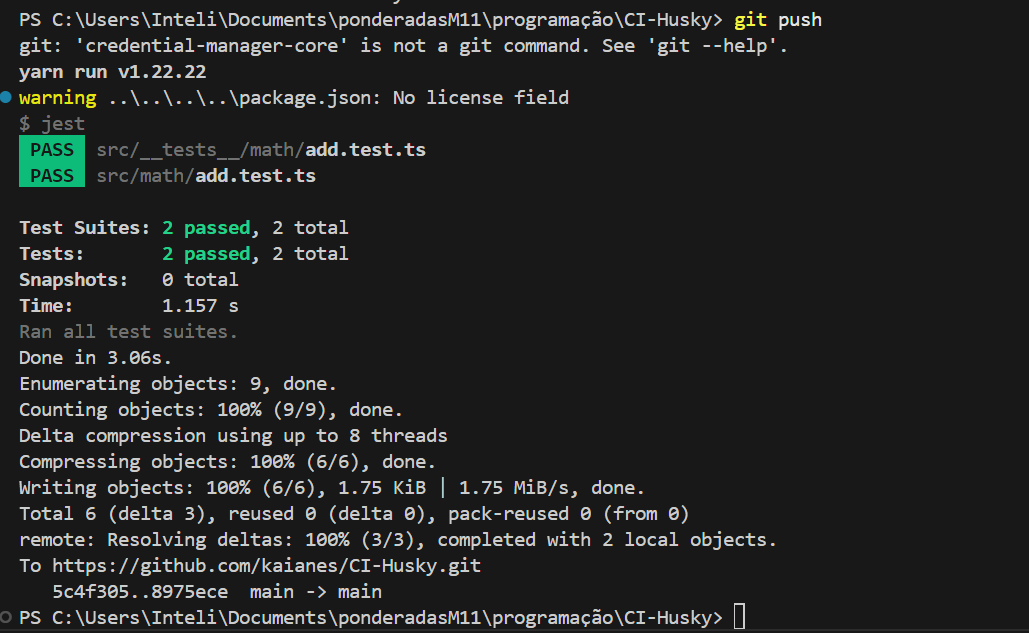 PS C:\Users\Inteli\Documents\ponderadasM11\programação\CI-Husky> git push
git: 'credential-manager-core' is not a git command. See 'git --help'.
yarn run v1.22.22
warning ..\..\..\..\package.json: No license field
$ jest
PASS src/__tests__/math/add.test.ts
PASS src/math/add.test.ts
Test Suites: 2 passed, 2 total
Tests: 2 passed, 2 total
Snapshots: 0 total
Time: 1.157 s
Ran all test suites.
Done in 3.06s.
Enumerating objects: 9, done.
Counting objects: 100% (9/9), done.
Delta compression using up to 8 threads
Compressing objects: 100% (6/6), done.
Writing objects: 100% (6/6), 1.75 KiB | 1.75 MiB/s, done.
Total 6 (delta 3), reused 0 (delta 0), pack-reused 0 (from 0)
remote: Resolving deltas: 100% (3/3), completed with 2 local objects.
To https://github.com/kaianes/CI-Husky.git
5c4f305..8975ece main -> main
PS C:\Users\Inteli\Documents\ponderadasM11\programação\CI-Husky>